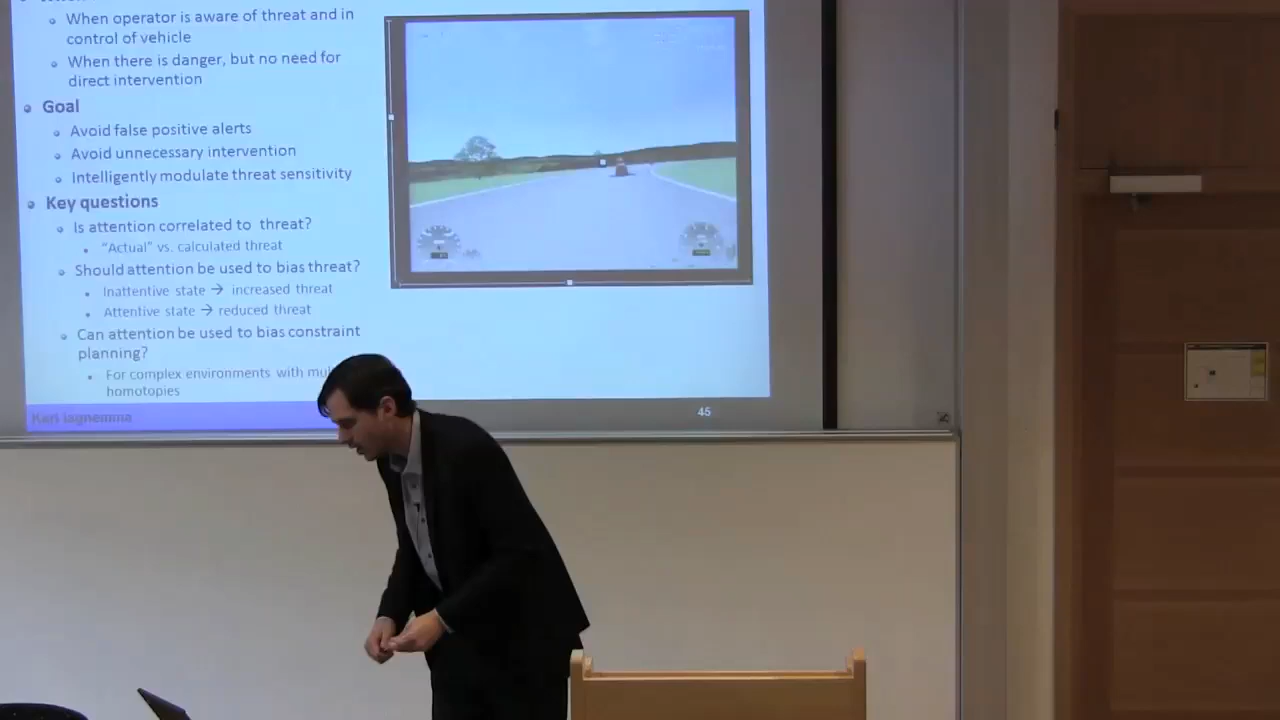 When operator is aware of threat and in
control of vehicle
When there is danger, but no need for
direct intervention
Goal
Avoid false positive alerts
Avoid unnecessary intervention
Intelligently modulate threat sensitivity
Key questions
Is attention correlated to threat?
“Actual” vs. calculated threat
Should attention be used to bias threat?
Inattentive state → increased threat
Attentive state → reduced threat
Can attention be used to bias constraint
planning?
For complex environments with
homotopies
Karl Iagnemma
45